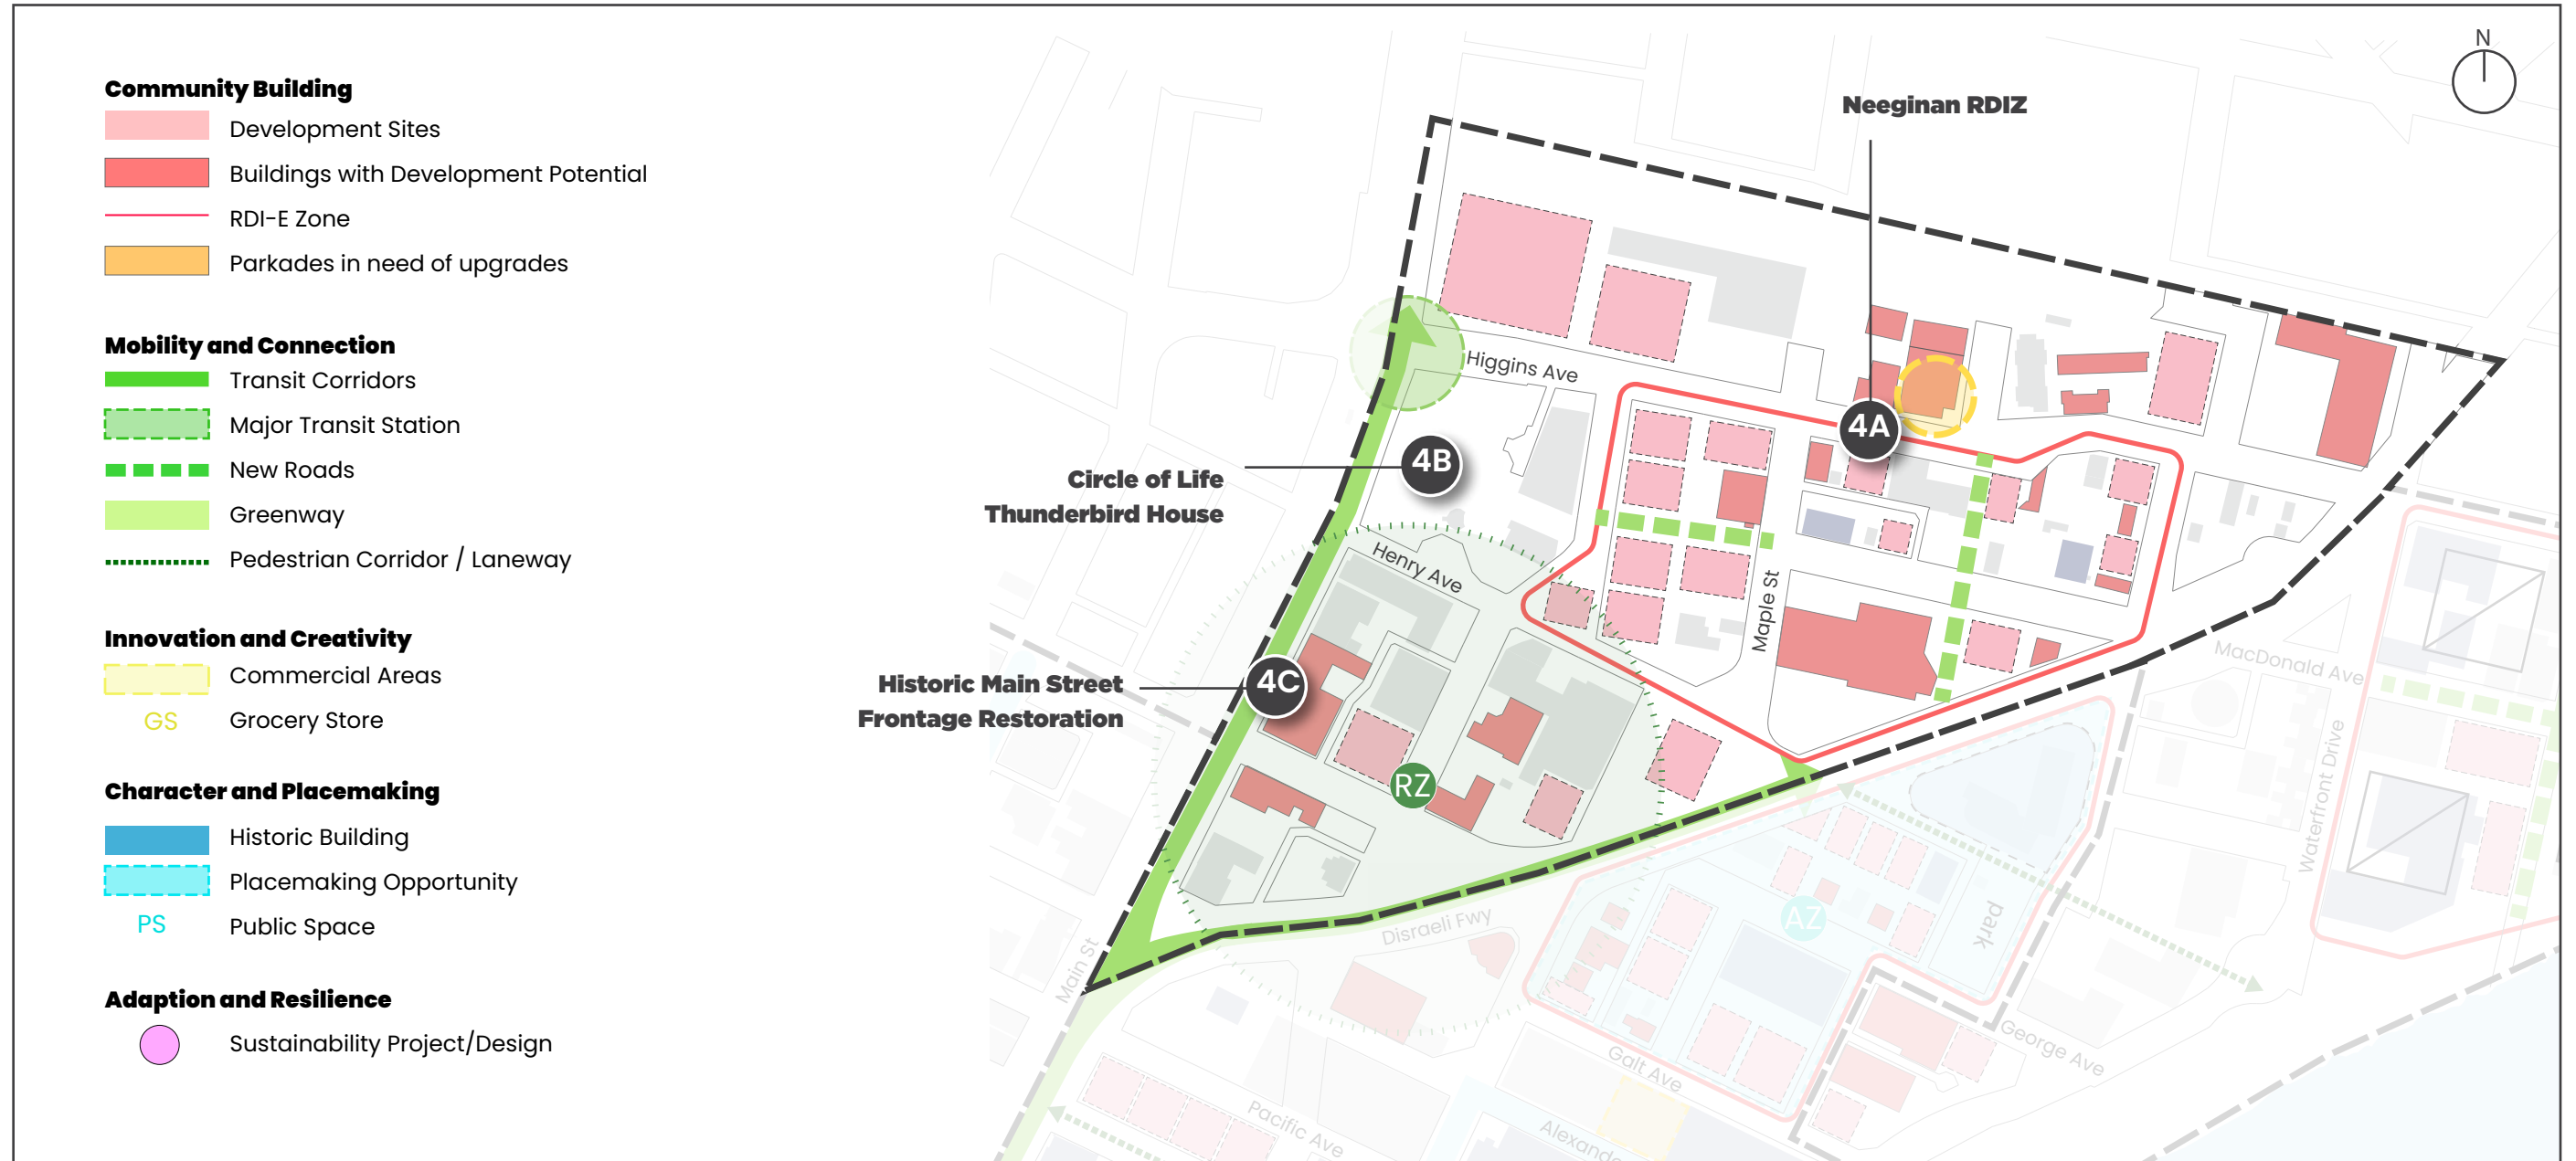 Community Building
Development Sites
Buildings with Development Potential
RDI-E Zone
Parkades in need of upgrades
Mobility and Connection
Transit Corridors
Major Transit Station
New Roads
Greenway
Pedestrian Corridor / Laneway
Innovation and Creativity
Commercial Areas
GS Grocery Store
Character and Placemaking
Historic Building
Placemaking Opportunity
PS Public Space
Adaption and Resilience
Sustainability Project/Design
N
Neeginan RDIZ
Higgins Ave
4A
4B
Circle of Life
Thunderbird House
Henry Ave
Maple St
4C
Historic Main Street
Frontage Restoration
RZ
MacDonald Ave
Waterfront Drive
AZ
park
Disraeli Fwy
Main St
George Ave
Galt Ave
Pacific Ave